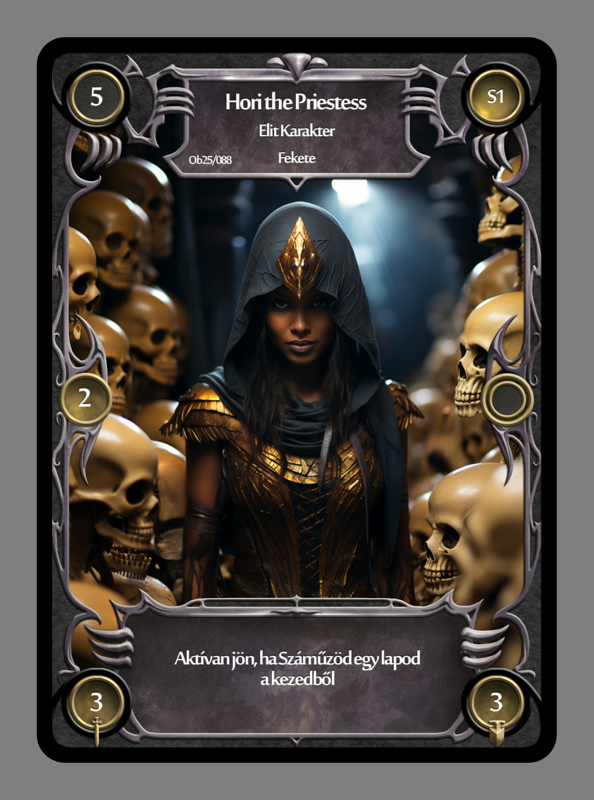 5
Hori the Priestess
S1
Elit Karakter
Ob25/088
Fekete
2
Aktívan jön, ha Száműzöd egy lapod
a kezedből
3
3